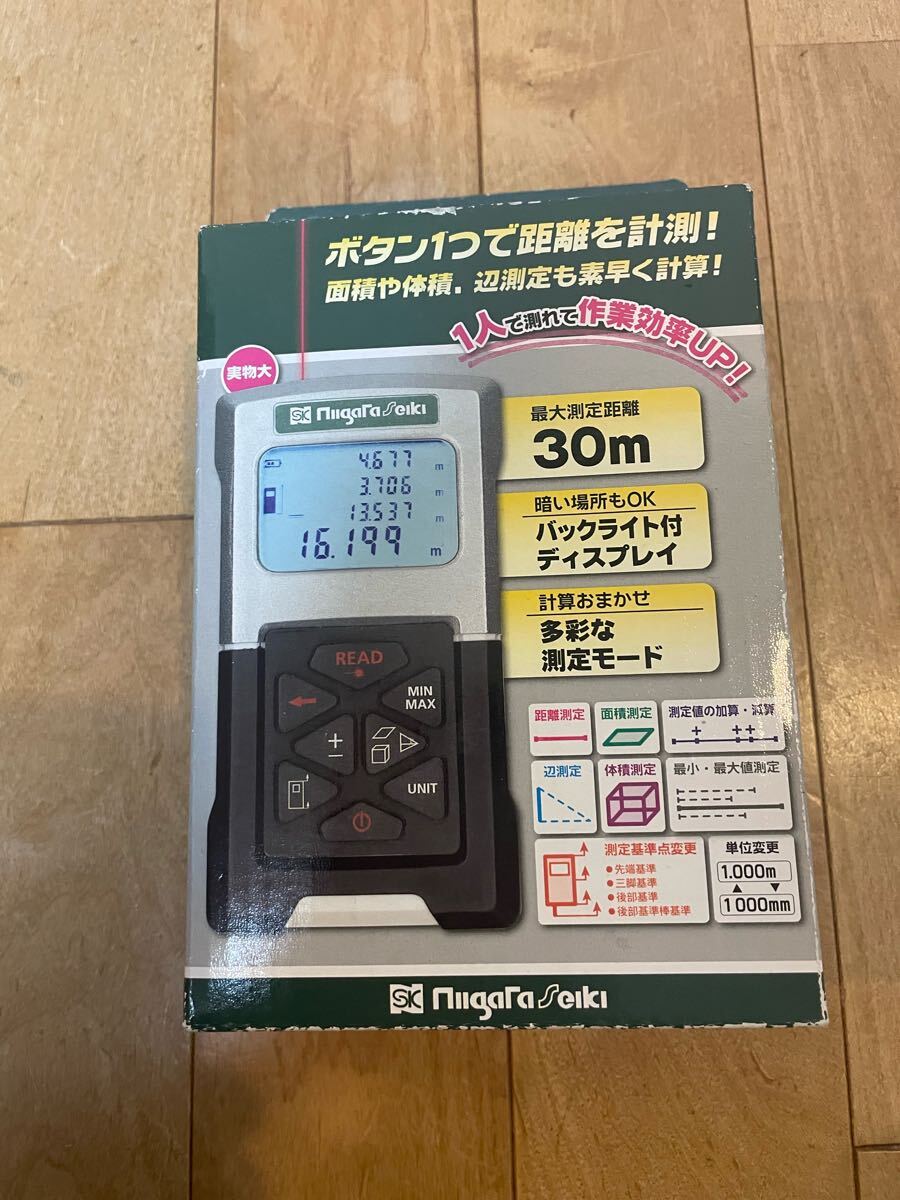 ボタン1つで距離を計測!
面積や体積、辺測定も素早く計算!
1人で測れて作業効率UP!
実物大
SK Niigata Seiki
4.677 m
3.706 m
13.537 m
16.199 m
READ
MIN
MAX
+
-
UNIT
最大測定距離
30m
暗い場所もOK
バックライト付
ディスプレイ
計算おまかせ
多彩な
測定モード
距離測定
面積測定
測定値の加算・減算
+ ++
辺測定
体積測定
最小・最大値測定
測定基準点変更
●先端基準
●三脚基準
●後部基準
●後部基準棒基準
単位変更
1.000m
▲ ▼
1000mm
SK Niigata Seiki